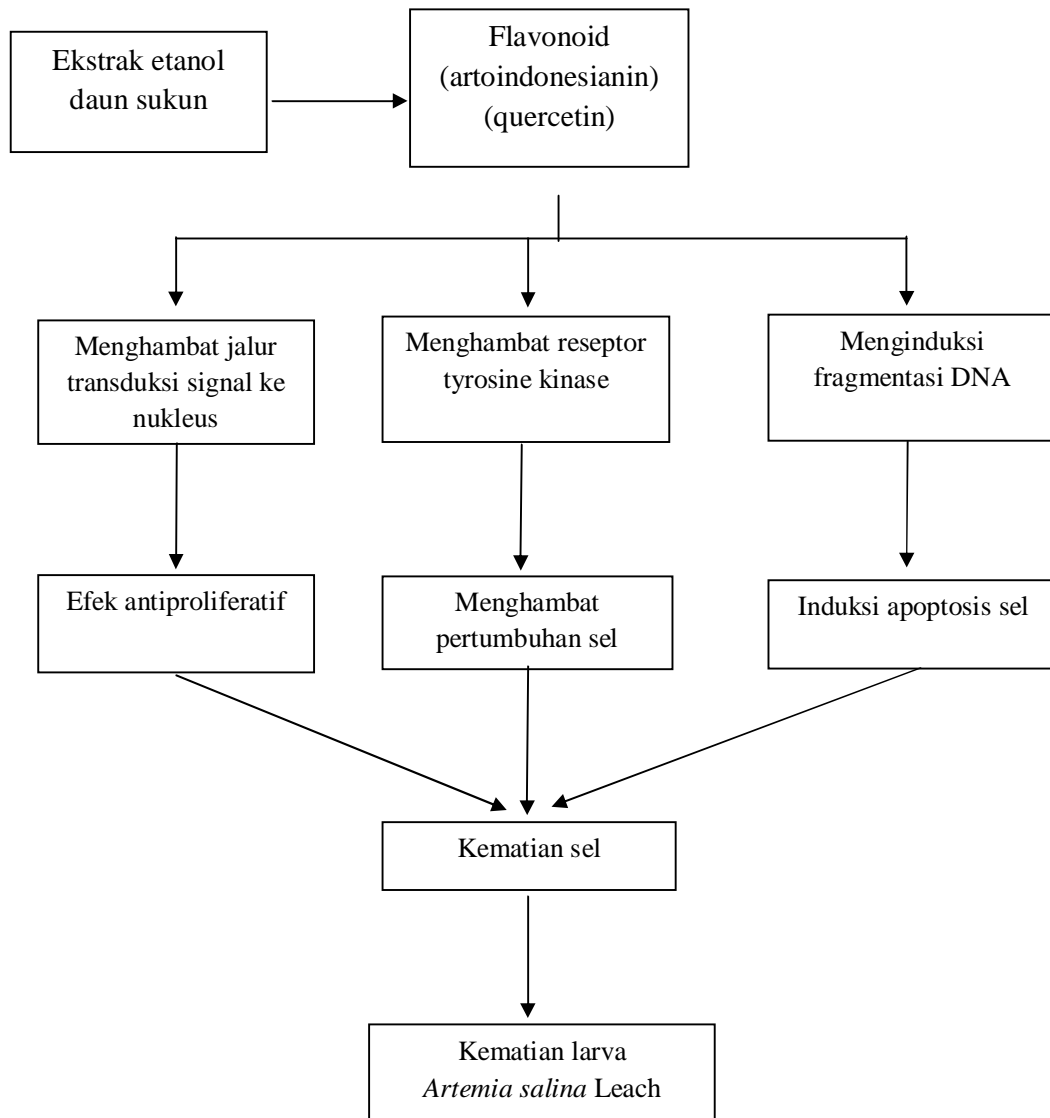 Ekstrak etanol
daun sukun
Flavonoid
(artoindonesianin)
(quercetin)
Menghambat jalur
transduksi signal ke
nukleus
Menghambat reseptor
tyrosine kinase
Menginduksi
fragmentasi DNA
Efek antiproliferatif
Menghambat
pertumbuhan sel
Induksi apoptosis sel
Kematian sel
Kematian larva
Artemia salina Leach